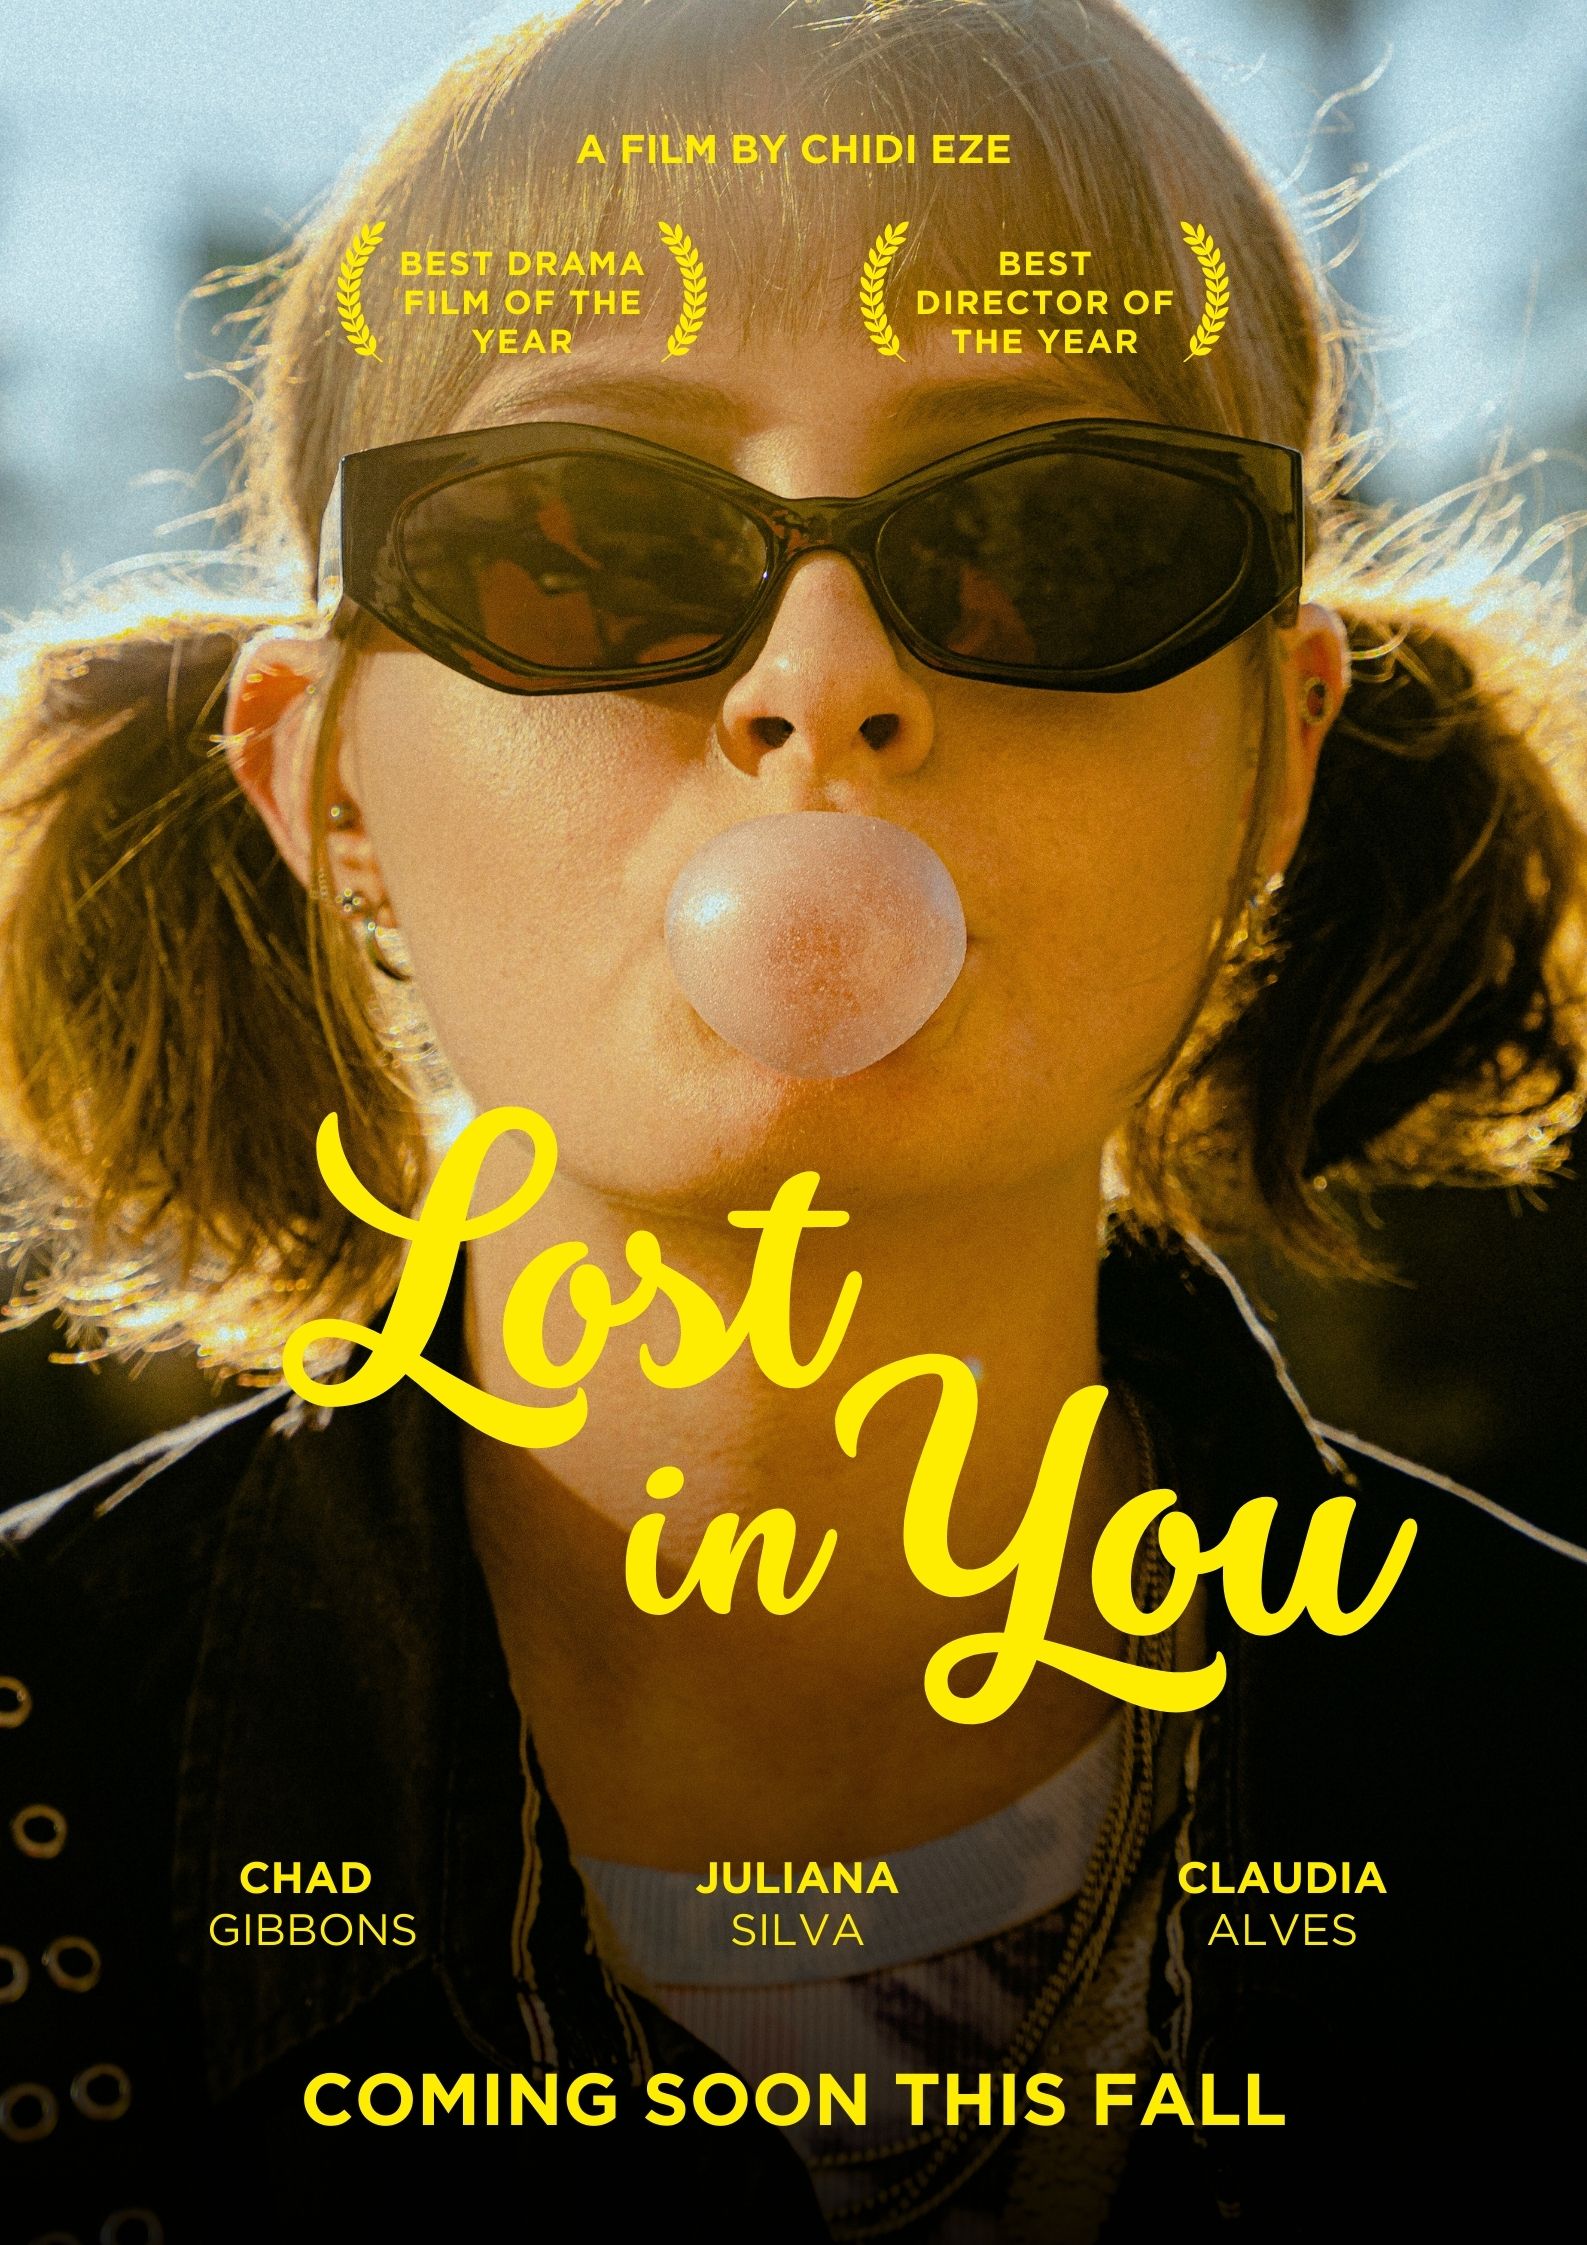 A FILM BY CHIDI EZE
BEST DRAMA
FILM OF THE
YEAR
BEST
DIRECTOR OF
THE YEAR
Lost
in You
CHAD
GIBBONS
JULIANA
SILVA
CLAUDIA
ALVES
COMING SOON THIS FALL